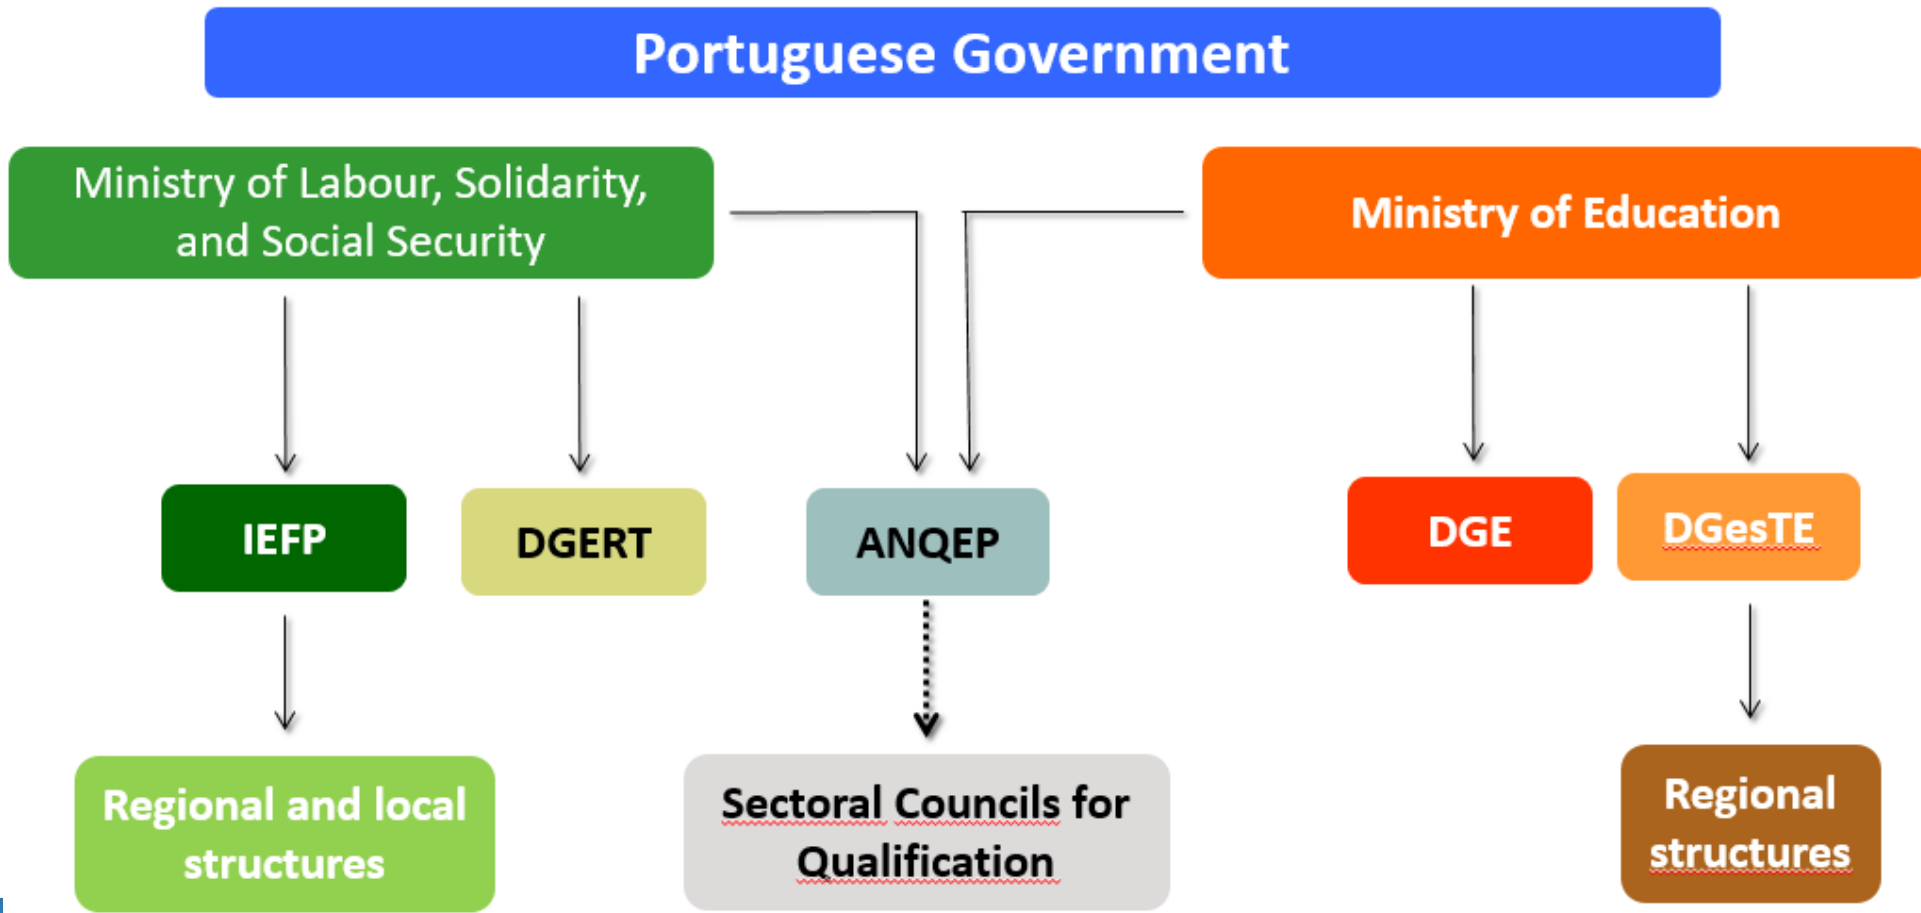 Portuguese Government
Ministry of Labour, Solidarity,
and Social Security
Ministry of Education
IEFP
DGERT
ANQEP
DGE
DGesTE
Regional and local
structures
Sectoral Councils for
Qualification
Regional
structures